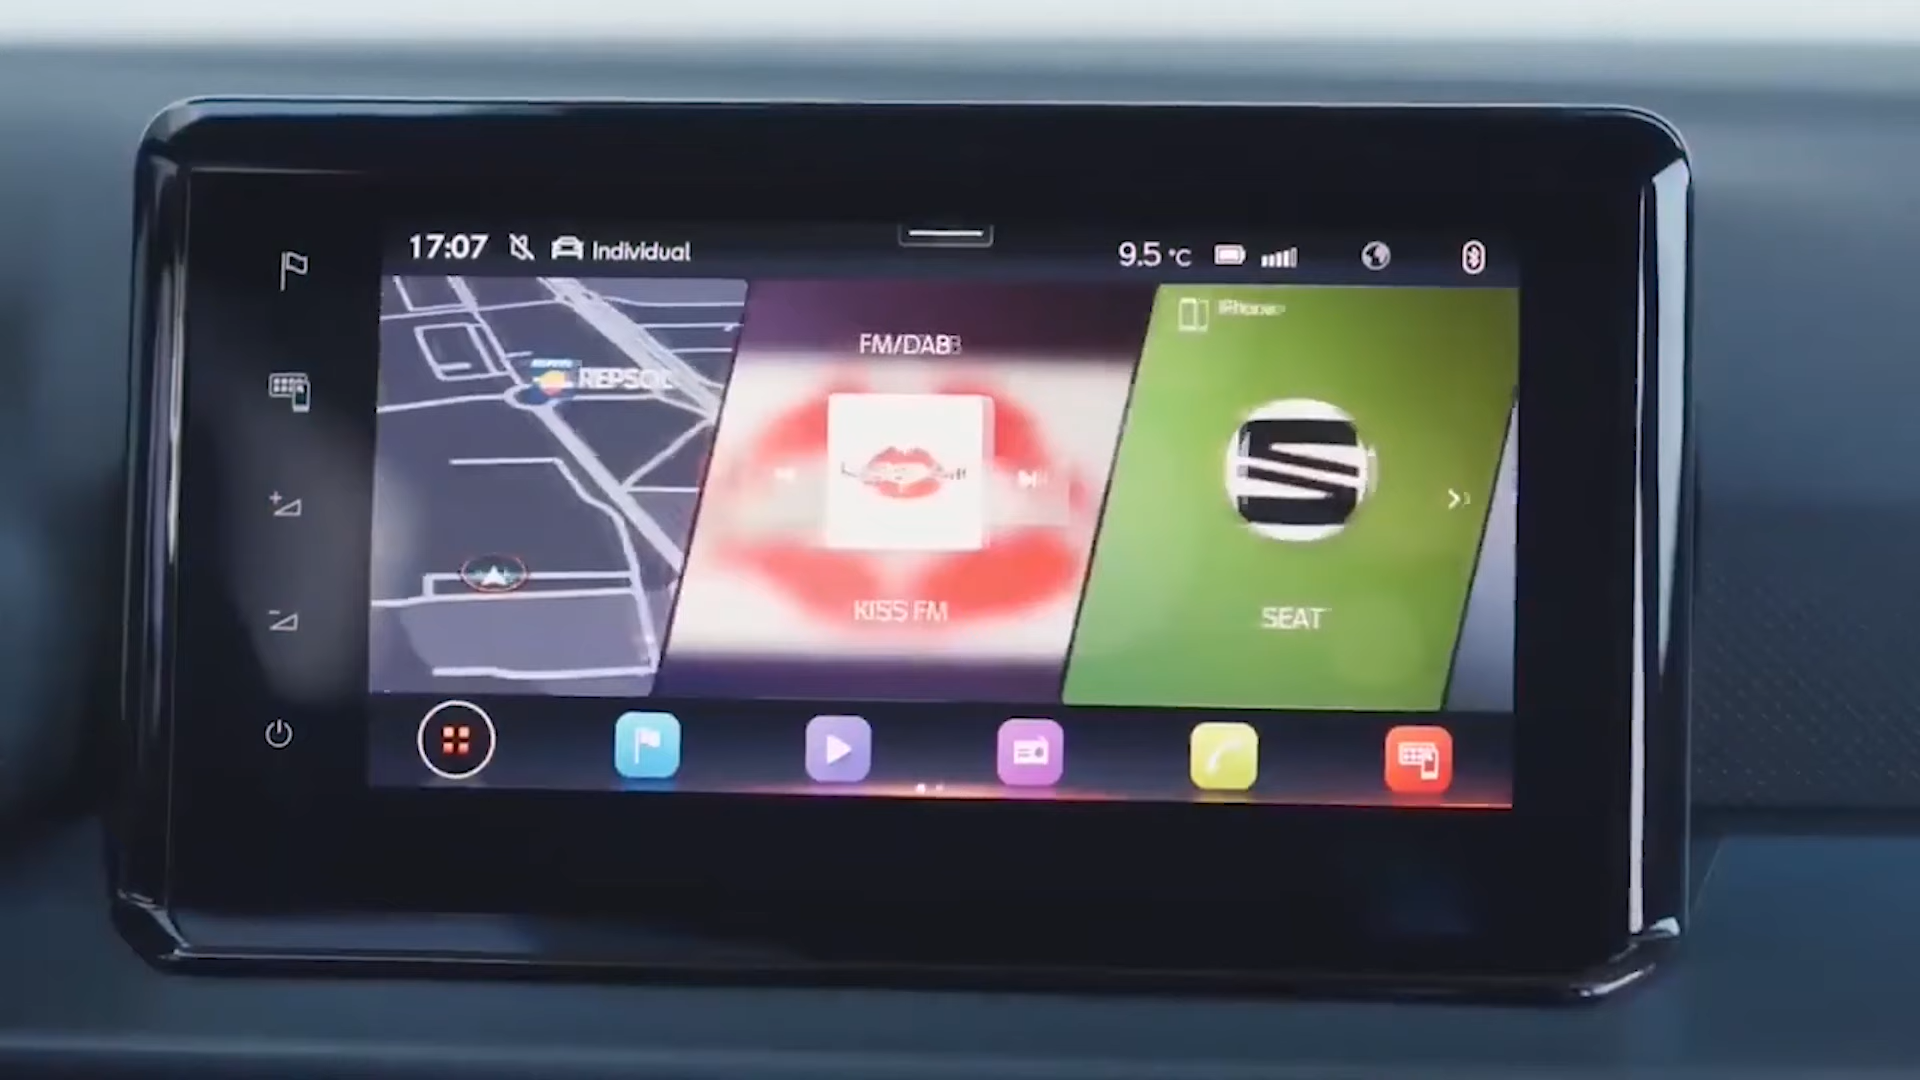 17:07 Individual
9.5 °C
REPSOL
FM/DAB
KISS FM
iPhone
SEAT